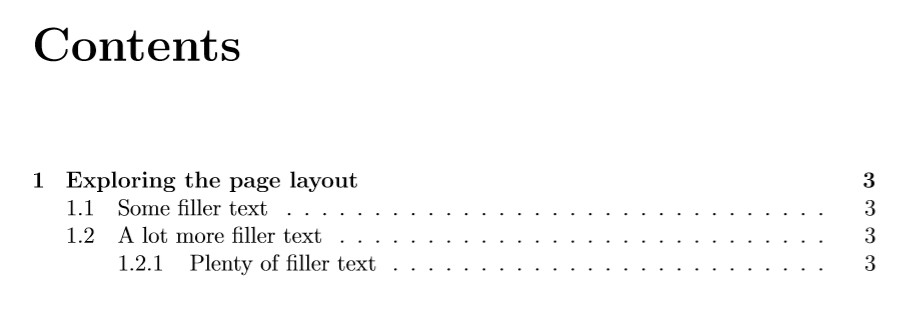 Contents
1 Exploring the page layout 3
1.1 Some filler text . . . . . . . . . . . . . . . . . . . . . . . . . . . . . . . 3
1.2 A lot more filler text . . . . . . . . . . . . . . . . . . . . . . . . . . . . 3
1.2.1 Plenty of filler text . . . . . . . . . . . . . . . . . . . . . . . . . 3